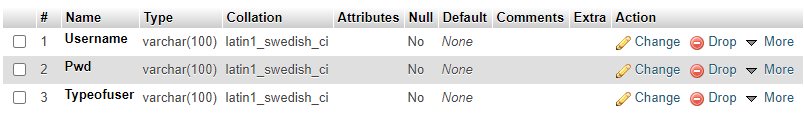 # Name Type Collation Attributes Null Default Comments Extra Action
1 Username varchar(100) latin1_swedish_ci No None Change Drop More
2 Pwd varchar(100) latin1_swedish_ci No None Change Drop More
3 Typeofuser varchar(100) latin1_swedish_ci No None Change Drop More